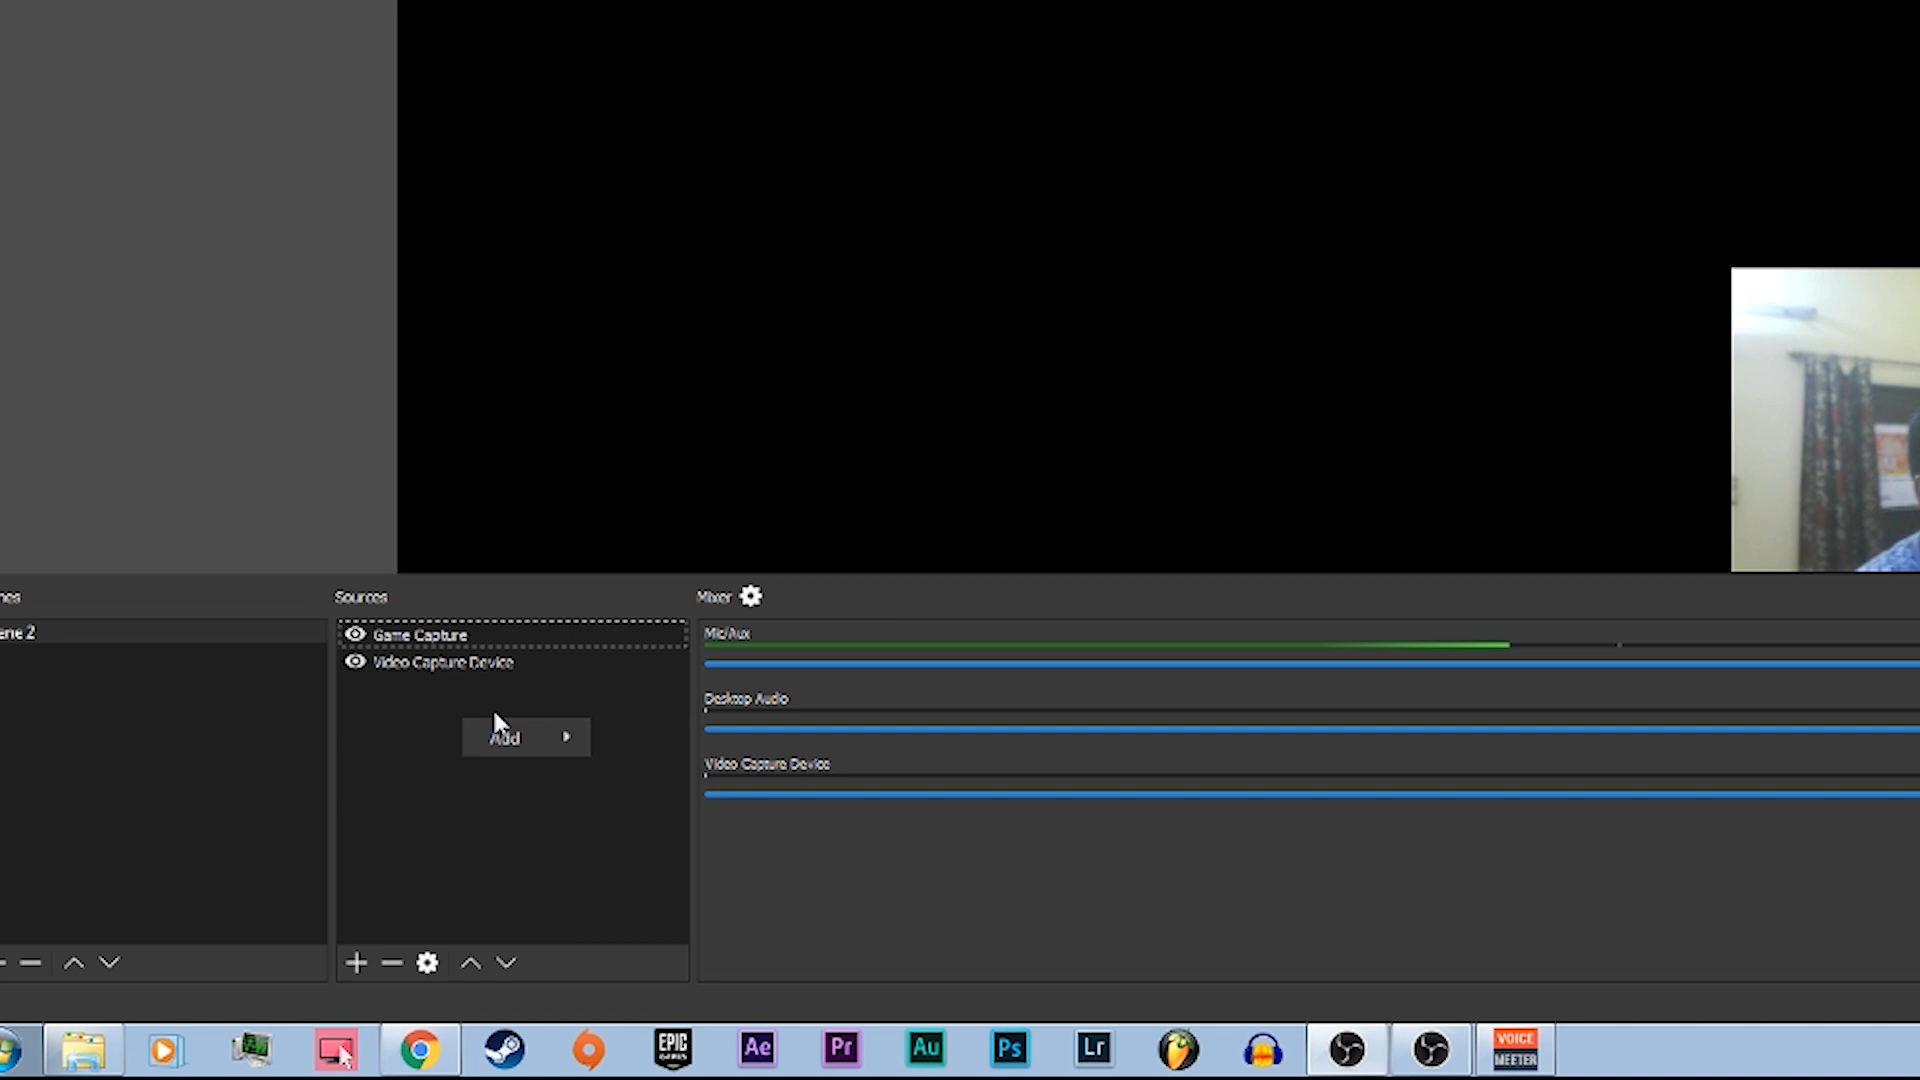 nes
Sources
Mixer
ene 2
Game Capture
Mic/Aux
Video Capture Device
Desktop Audio
Add
Video Capture Device
EPIC
GAMES
Ae
Pr
Au
Ps
Lr
VOICE
MEETER